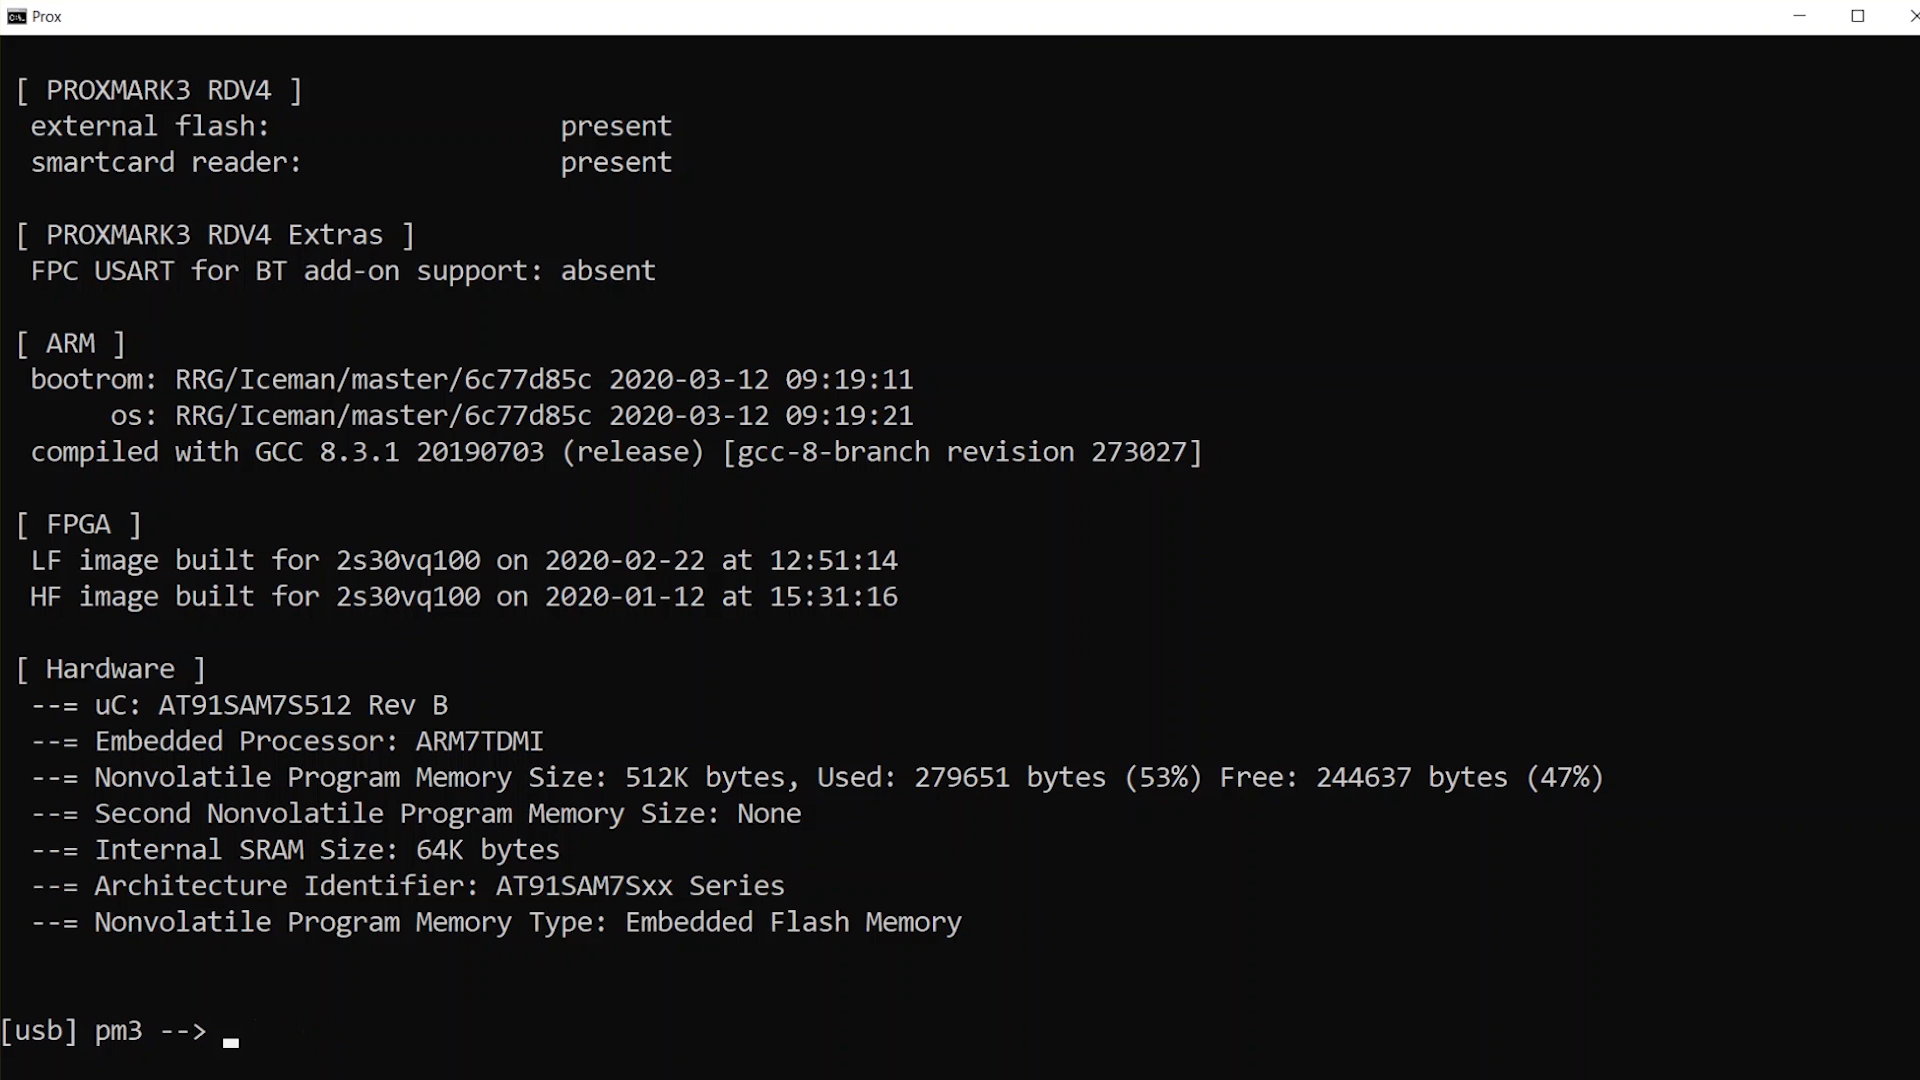 Prox
[ PROXMARK3 RDV4 ]
external flash: present
smartcard reader: present
[ PROXMARK3 RDV4 Extras ]
FPC USART for BT add-on support: absent
[ ARM ]
bootrom: RRG/Iceman/master/6c77d85c 2020-03-12 09:19:11
os: RRG/Iceman/master/6c77d85c 2020-03-12 09:19:21
compiled with GCC 8.3.1 20190703 (release) [gcc-8-branch revision 273027]
[ FPGA ]
LF image built for 2s30vq100 on 2020-02-22 at 12:51:14
HF image built for 2s30vq100 on 2020-01-12 at 15:31:16
[ Hardware ]
--= uC: AT91SAM7S512 Rev B
--= Embedded Processor: ARM7TDMI
--= Nonvolatile Program Memory Size: 512K bytes, Used: 279651 bytes (53%) Free: 244637 bytes (47%)
--= Second Nonvolatile Program Memory Size: None
--= Internal SRAM Size: 64K bytes
--= Architecture Identifier: AT91SAM7Sxx Series
--= Nonvolatile Program Memory Type: Embedded Flash Memory
[usb] pm3 --> _